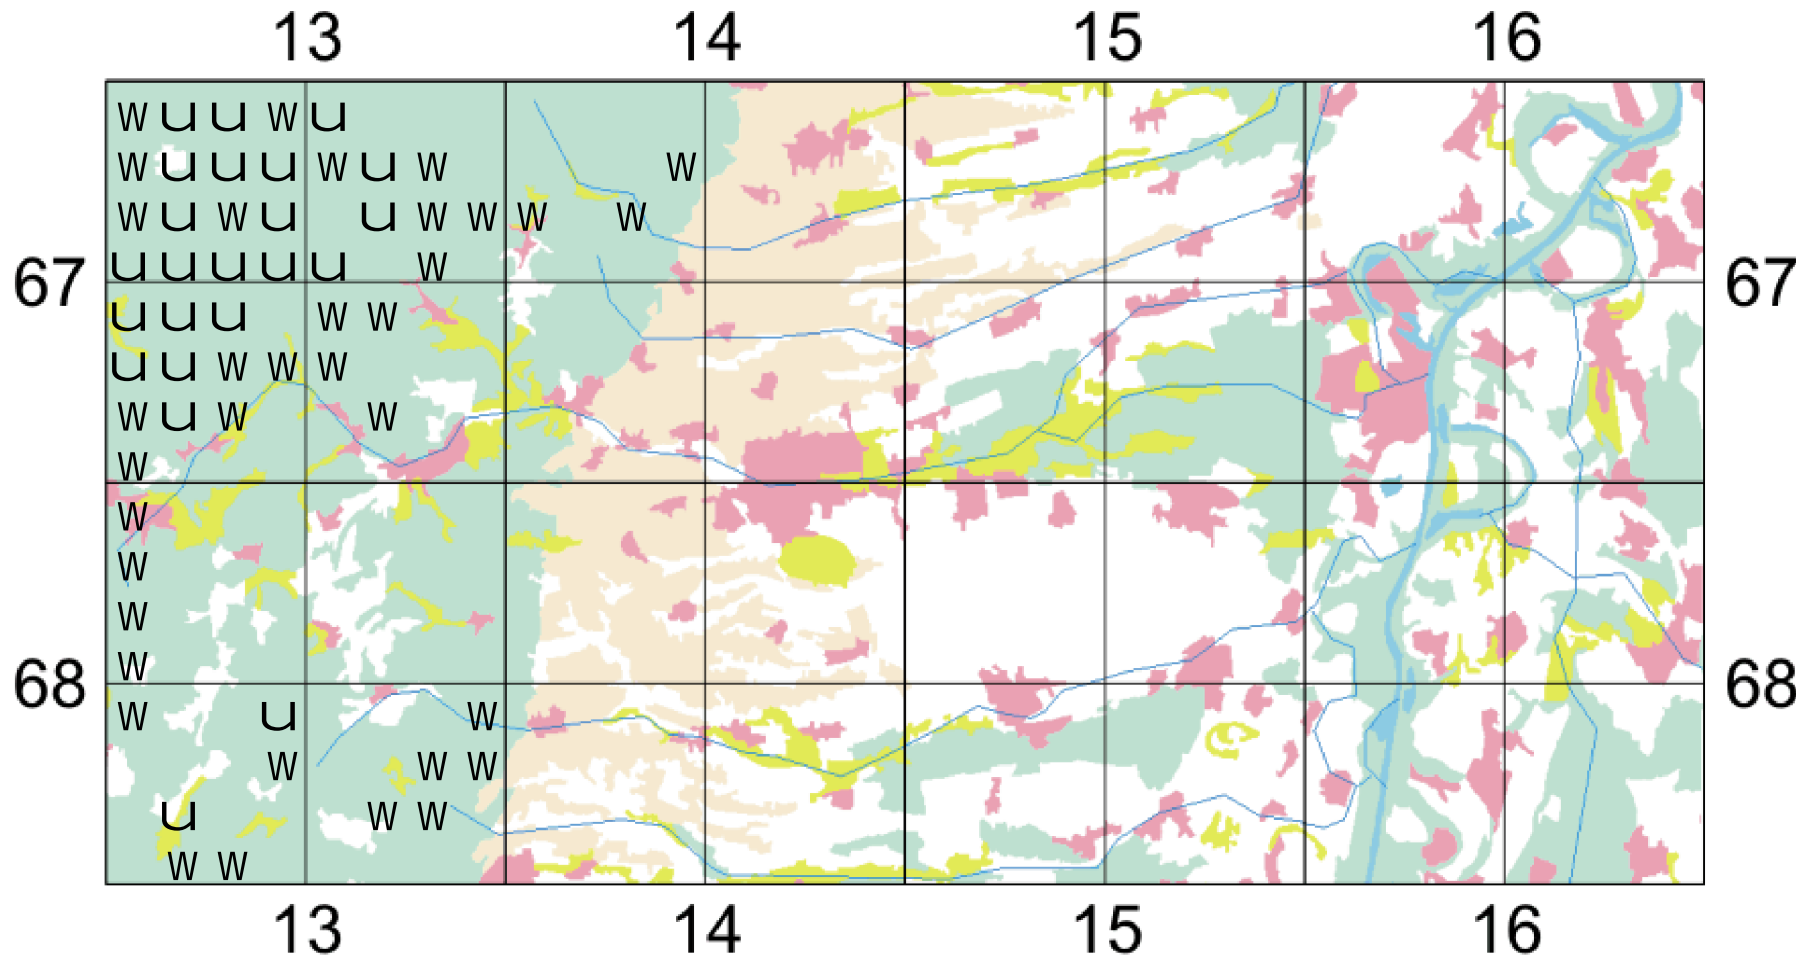 13 14 15 16
w u u w u
w u u u w u w w
w u w u u w w w w
u u u u u w
67 67
u u u w w
u u w w w
w u w w
w
w
w
w
w
68 68
w u w
w w w
u w w
w w
13 14 15 16